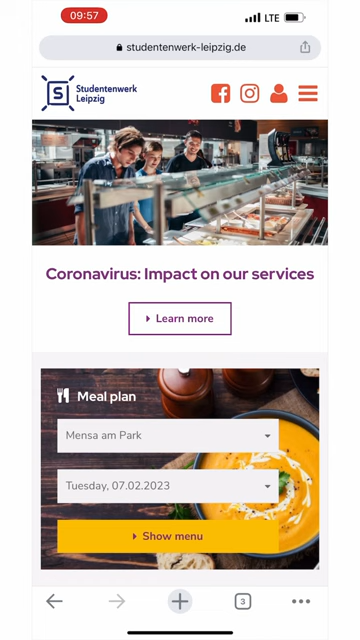 09:57
LTE
studentenwerk-leipzig.de
S
Studentenwerk
Leipzig
Coronavirus: Impact on our services
Learn more
Meal plan
Mensa am Park
Tuesday, 07.02.2023
Show menu
3